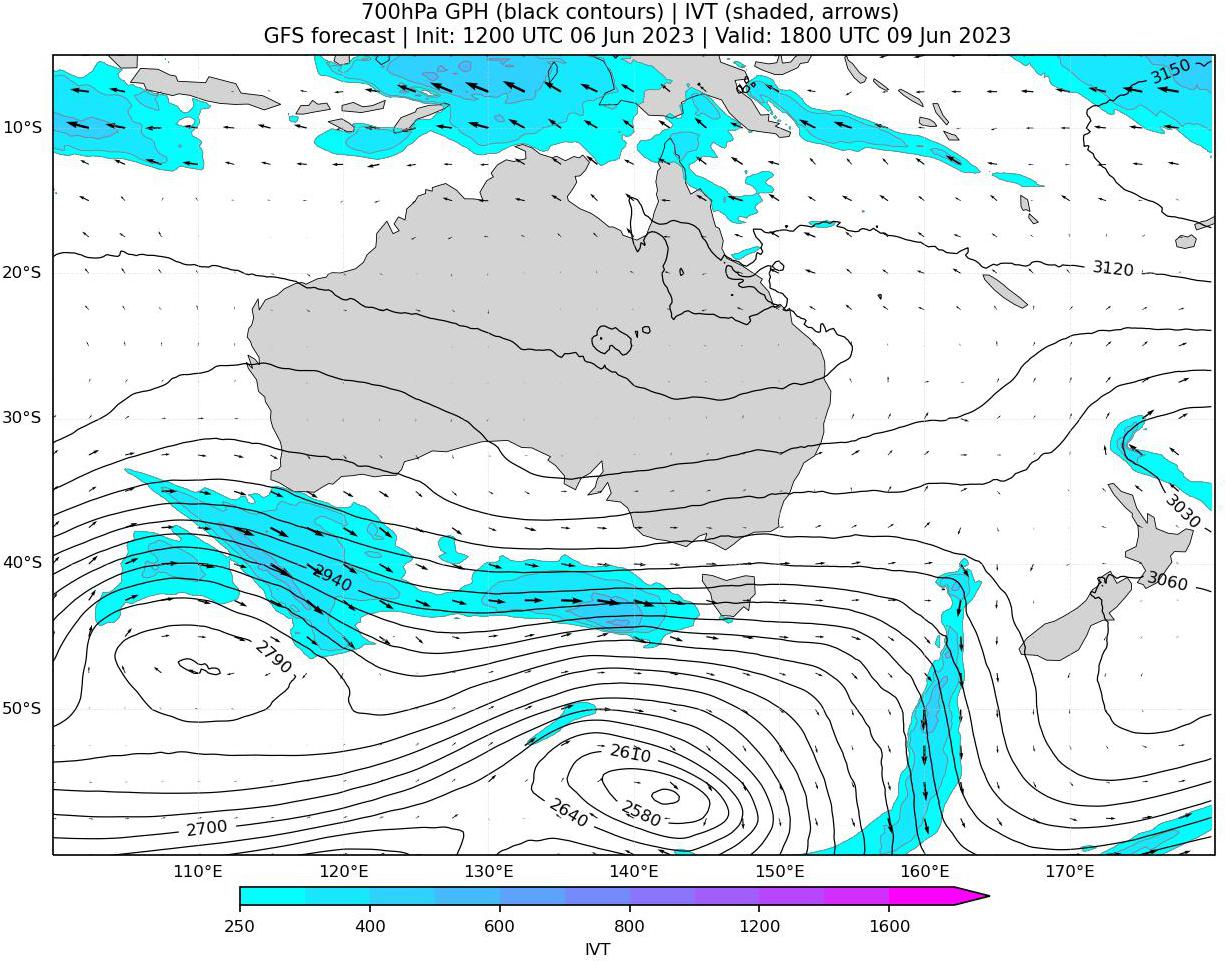 700hPa GPH (black contours) | IVT (shaded, arrows)
GFS forecast | Init: 1200 UTC 06 Jun 2023 | Valid: 1800 UTC 09 Jun 2023
3150
10°S
3120
20°S
30°S
3030
40°S
2940
3060
2790
50°S
2610
2640
2580
2700
110°E
120°E
130°E
140°E
150°E
160°E
170°E
250
400
600
800
1200
1600
IVT